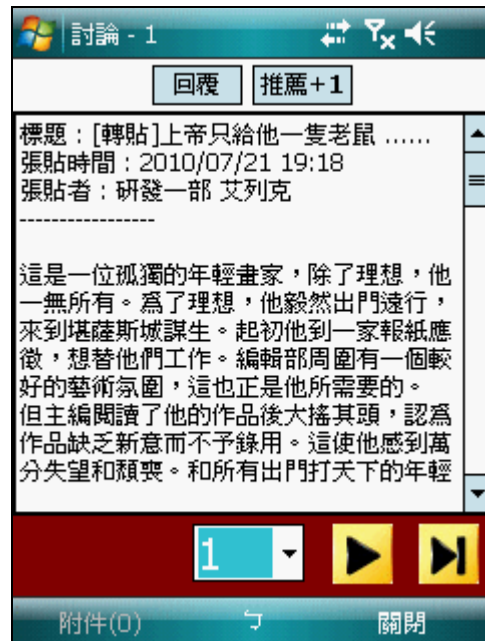 討論 - 1
回覆 推薦+1
標題：[轉貼]上帝只給他一隻老鼠 ......
張貼時間：2010/07/21 19:18
張貼者：研發一部 艾列克
----------------
這是一位孤獨的年輕畫家，除了理想，他
一無所有。為了理想，他毅然出門遠行，
來到堪薩斯城謀生。起初他到一家報紙應
徵，想替他們工作。編輯部周圍有一個較
好的藝術氛圍，這也正是他所需要的。
但主編閱讀了他的作品後大搖其頭，認為
作品缺乏新意而不予錄用。這使他感到萬
分失望和頹喪。和所有出門打天下的年輕
1
附件(0) ㄅ 關閉